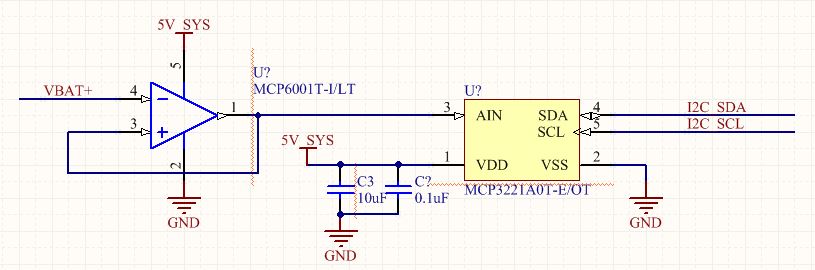 5V_SYS
5
VBAT+
4
3
1
2
GND
U?
MCP6001T-I/LT
U?
3
AIN
SDA
4
I2C_SDA
SCL
5
I2C_SCL
5V_SYS
1
VDD
VSS
2
MCP3221A01-E/OT
C3
10uF
C?
0.1uF
GND
GND